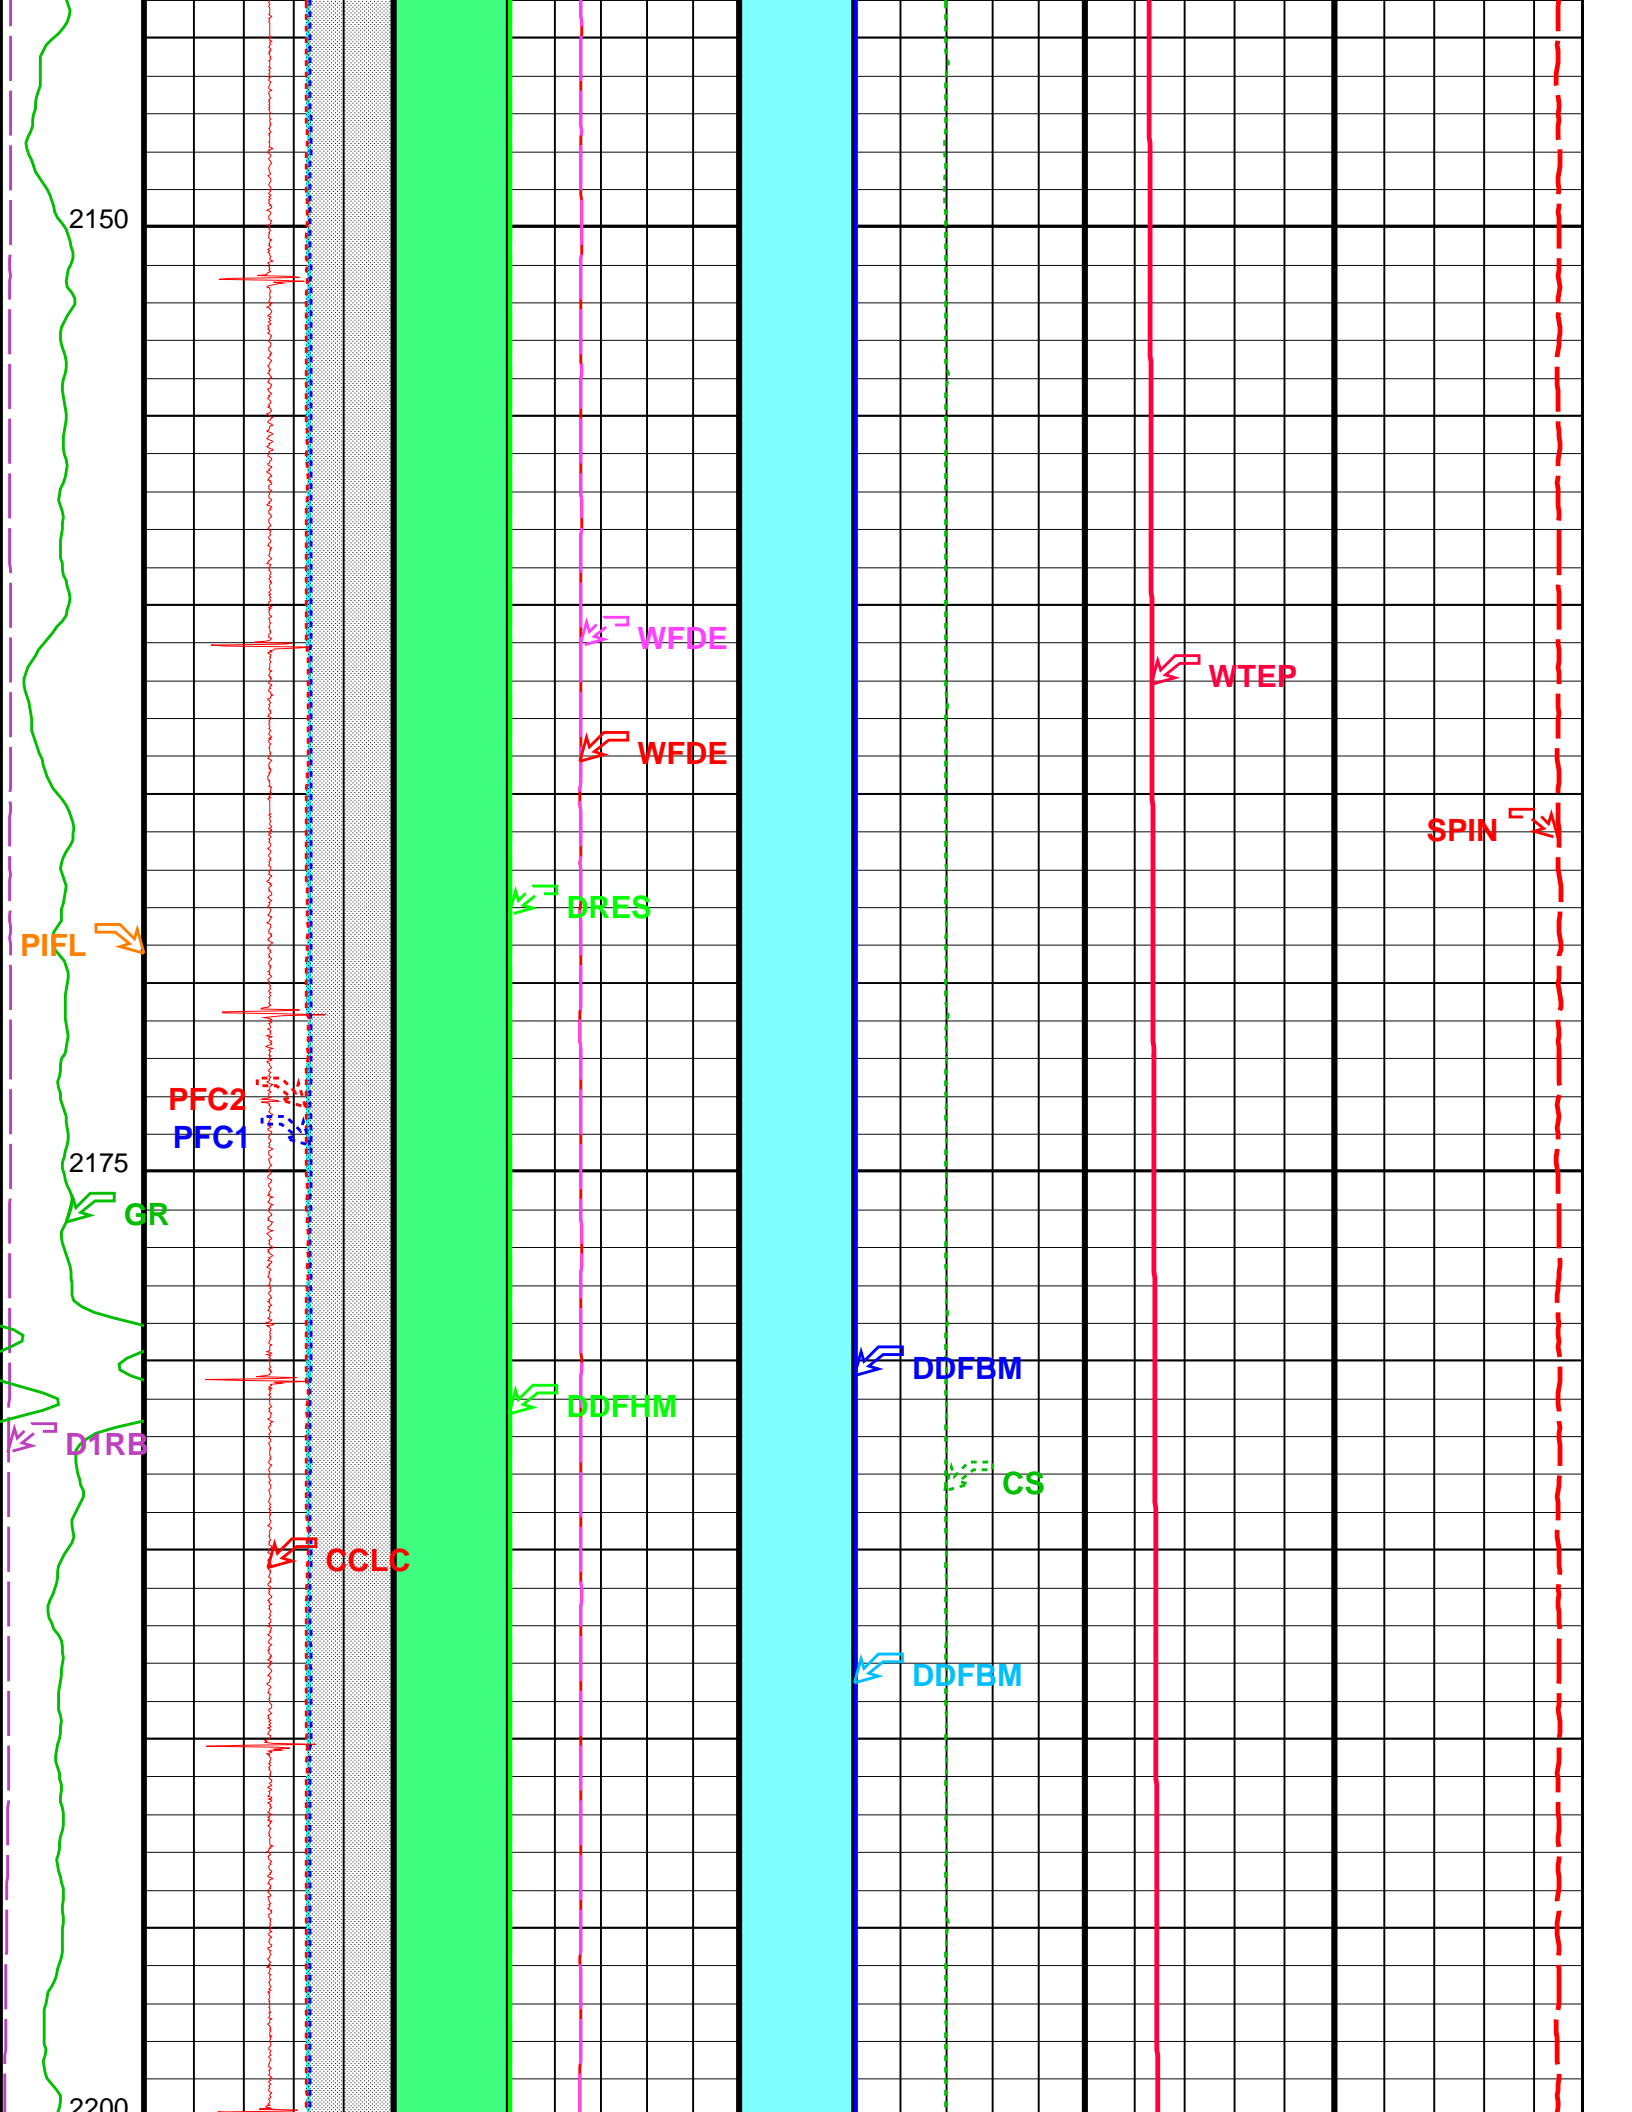 2150
WFDE
WTEP
WFDE
SPIN
DRES
PIFL
PFC2
PFC1
2175
GR
DDFBM
DDFHM
D1RB
CS
CCLC
DDFBM
2200